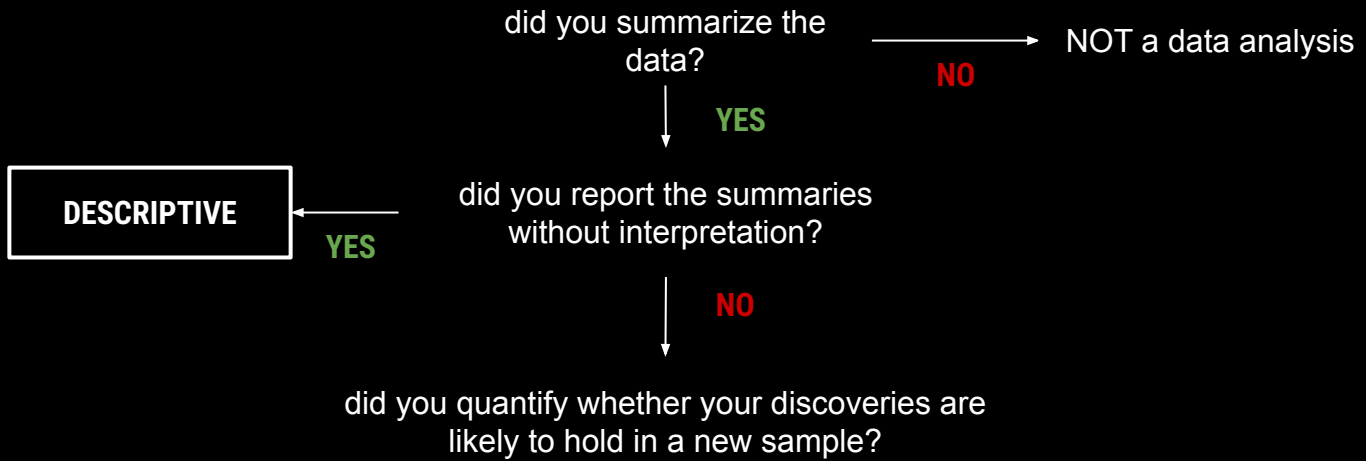 did you summarize the
data?
NOT a data analysis
NO
YES
did you report the summaries
without interpretation?
DESCRIPTIVE
YES
NO
did you quantify whether your discoveries are
likely to hold in a new sample?